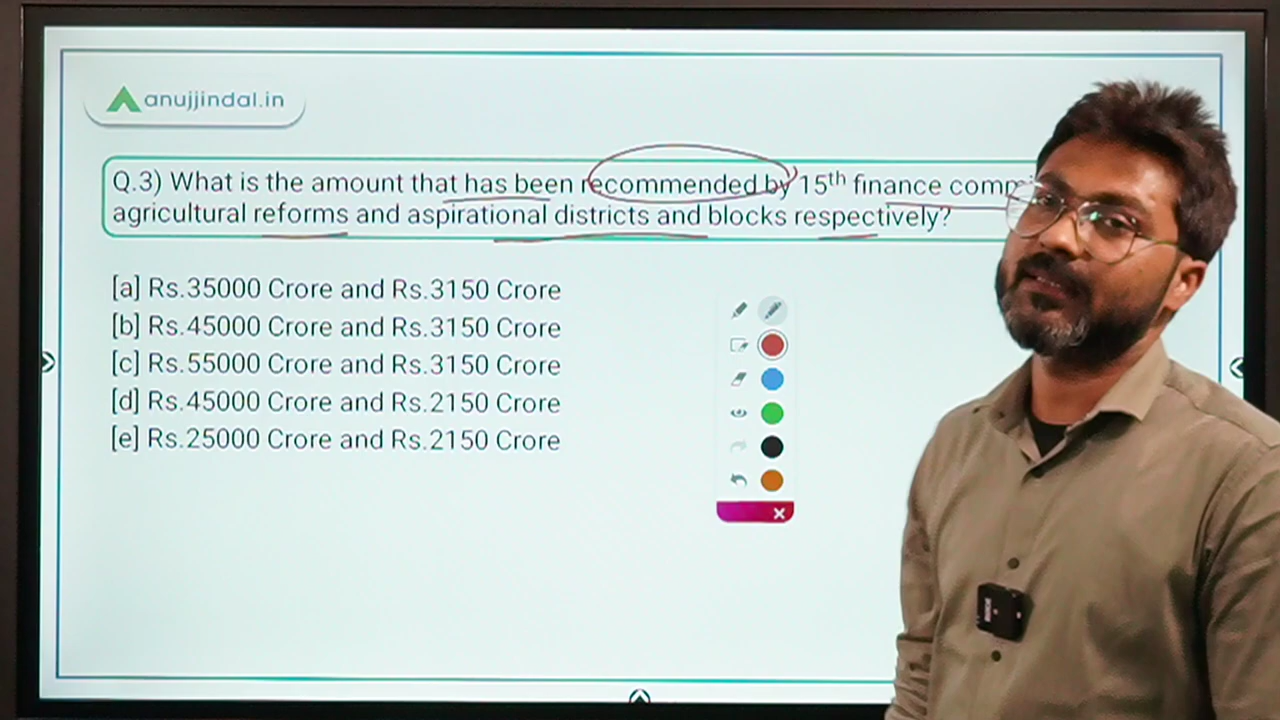 anujjindal.in
Q.3) What is the amount that has been recommended by 15th finance
agricultural reforms and aspirational districts and blocks respectively?
[a] Rs.35000 Crore and Rs.3150 Crore
[b] Rs.45000 Crore and Rs.3150 Crore
[c] Rs.55000 Crore and Rs.3150 Crore
[d] Rs.45000 Crore and Rs.2150 Crore
[e] Rs.25000 Crore and Rs.2150 Crore